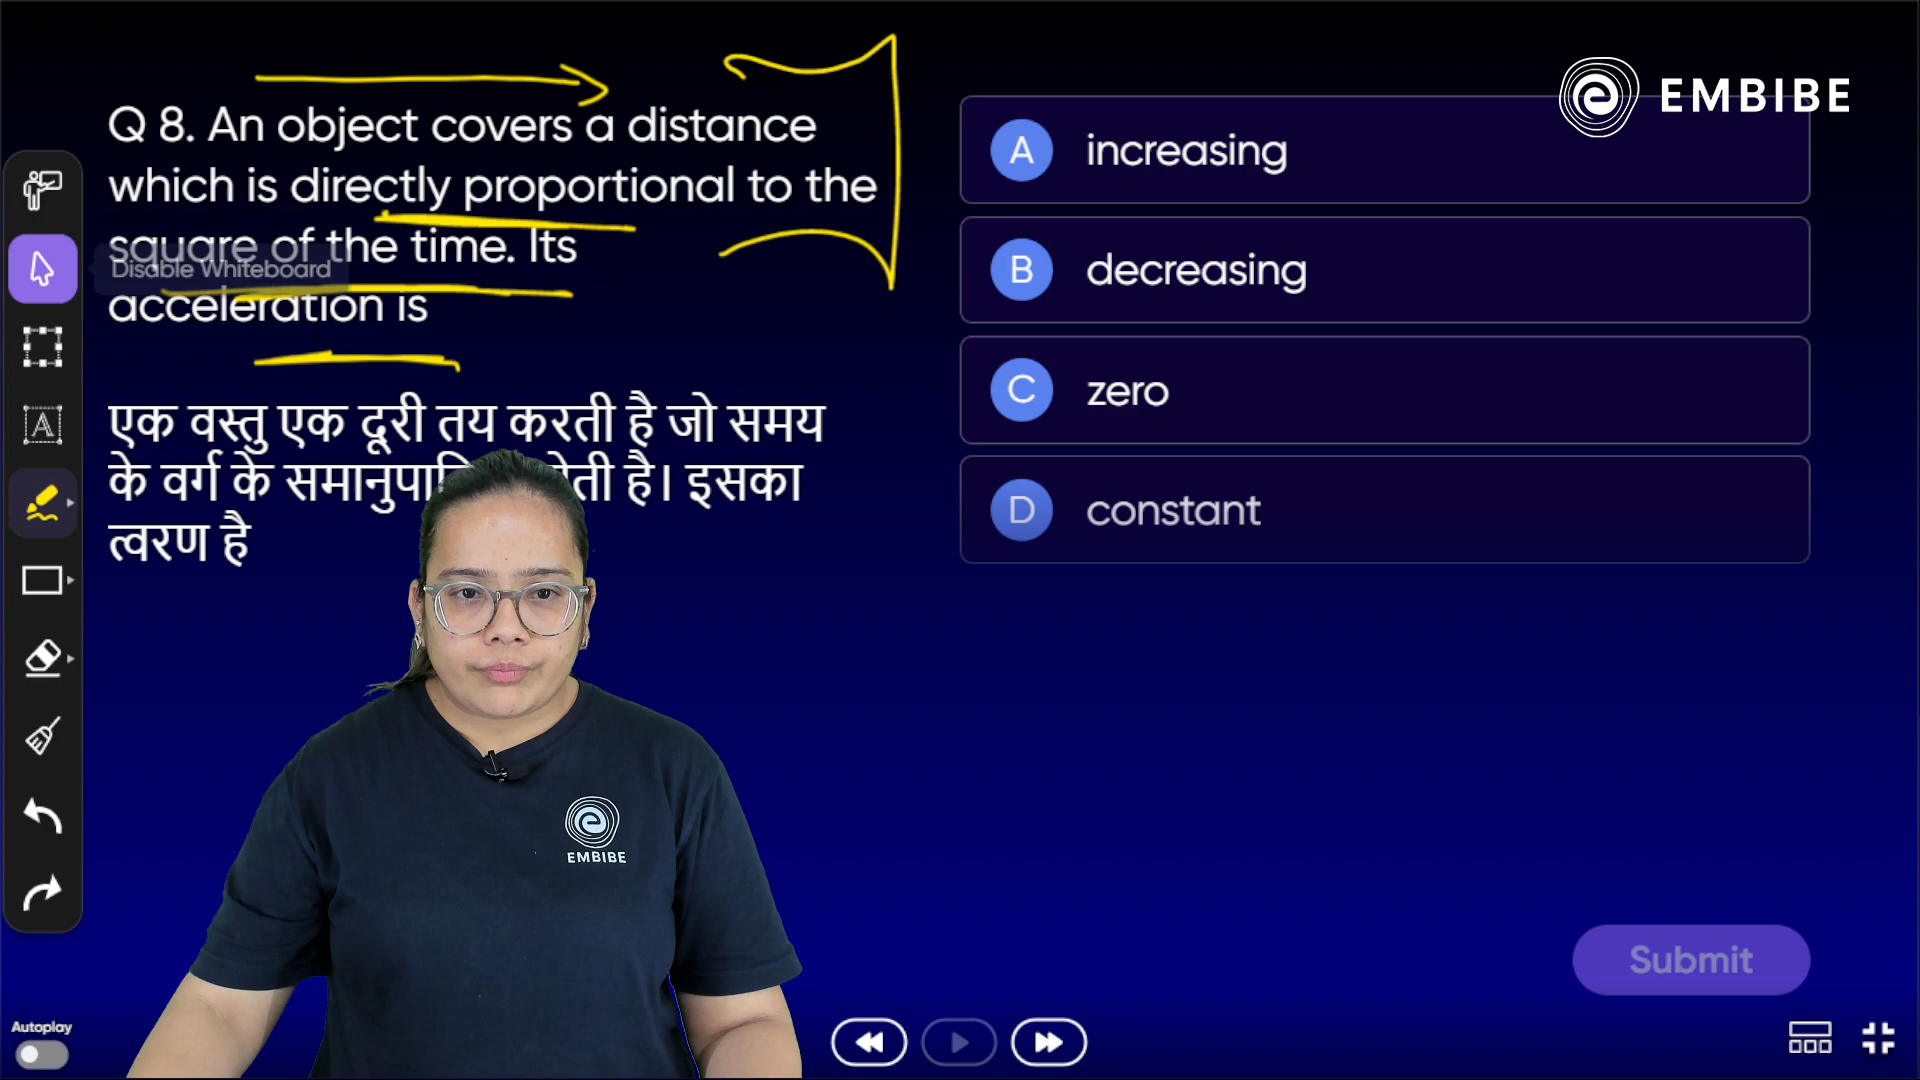 EMBIBE
Q 8. An object covers a distance
which is directly proportional to the
square of the time. Its
Disable Whiteboard
acceleration is
एक वस्तु एक दूरी तय करती है जो समय
के वर्ग के समानुपाति होती है। इसका
त्वरण है
A increasing
B decreasing
C zero
D constant
EMBIBE
Submit
Autoplay